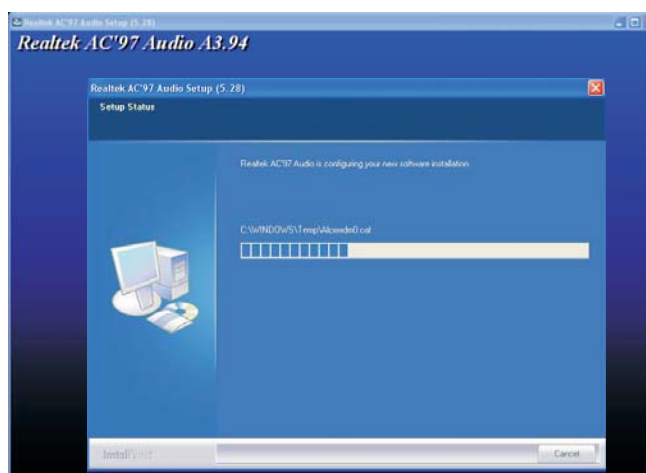 Realtek AC'97 Audio Setup (5.28)
Realtek AC'97 Audio A3.94
Realtek AC'97 Audio Setup (5.28)
Setup Status
Realtek AC'97 Audio is configuring your new software installation.
C:\WINDOWS\Temp\Alcwdm0.cat
Cancel